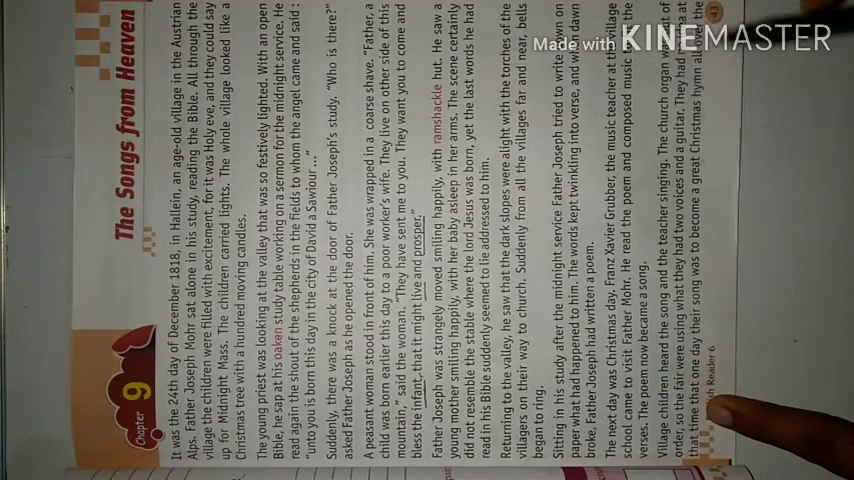 Chapter 9
The Songs from Heaven
It was the 24th day of December 1818, in Hallein, an age-old village in the Austrian
Alps. Father Joseph Mohr sat alone in his study, reading the Bible. All through the
village the children were filled with excitement, for it was Holy eve, and they could say
up for Midnight Mass. The children carried lights. The whole village looked like a
Christmas tree with a hundred moving candles.
The young priest was looking at the valley that was so festively lighted. With an open
Bible, he sap at his oaken study table working on a sermon for the midnight service. He
read again the shout of the shepherds in the fields to whom the angel came and said :
"unto you is born this day in the city of David a Sawiour ..."
Suddenly, there was a knock at the door of Father Joseph's study. "Who is there?"
asked Father Joseph as he opened the door.
A peasant woman stood in front of him. She was wrapped in a coarse shave. "Father, a
child was born earlier this day to a poor worker's wife. They live on other side of this
mountain," said the woman. "They have sent me to you. They want you to come and
bless the infant, that it might live and prosper."
Father Joseph was strangely moved smiling happily, with ramshackle hut. He saw a
young mother smiling happily, with her baby asleep in her arms. The scene certainly
did not resemble the stable where the lord Jesus was born, yet the last words he had
read in his Bible suddenly seemed to lie addressed to him.
Returning to the valley, he saw that the dark slopes were alight with the torches of the
villagers on their way to church. Suddenly from all the villages far and near, bells
began to ring.
Sitting in his study after the midnight service Father Joseph tried to write down on
paper what had happened to him. The words kept twinkling into verse, and when dawn
broke. Father Joseph had written a poem.
The next day was Christmas day, Franz Xavier Gruber, the music teacher at the village
school came to visit Father Mohr. He read the poem and composed music for the
verses. The poem now became a song.
Village children heard the song and the teacher singing. The church organ was out of
order, so the fair were using what they had two voices and a guitar. They had no idea at
that time that one day their song was to become a great Christmas hymn all over the
Reader 6
43
Made with KINEMASTER